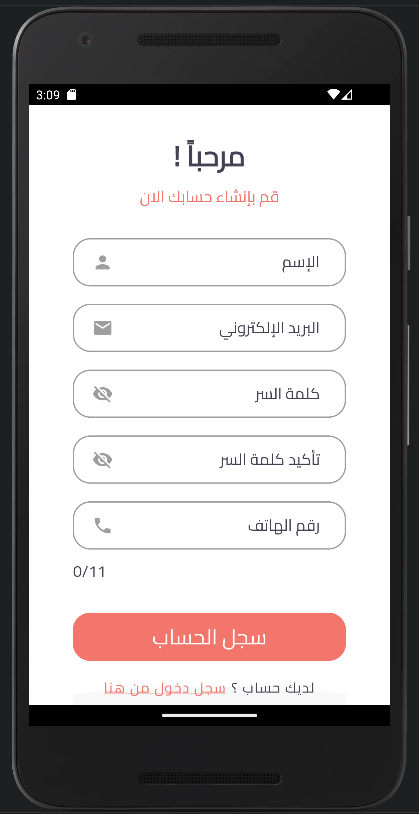 3:09
مرحباً !
قم بإنشاء حسابك الان
الإسم
البريد الإلكتروني
كلمة السر
تأكيد كلمة السر
رقم الهاتف
0/11
سجل الحساب
لديك حساب ؟ سجل دخول من هنا